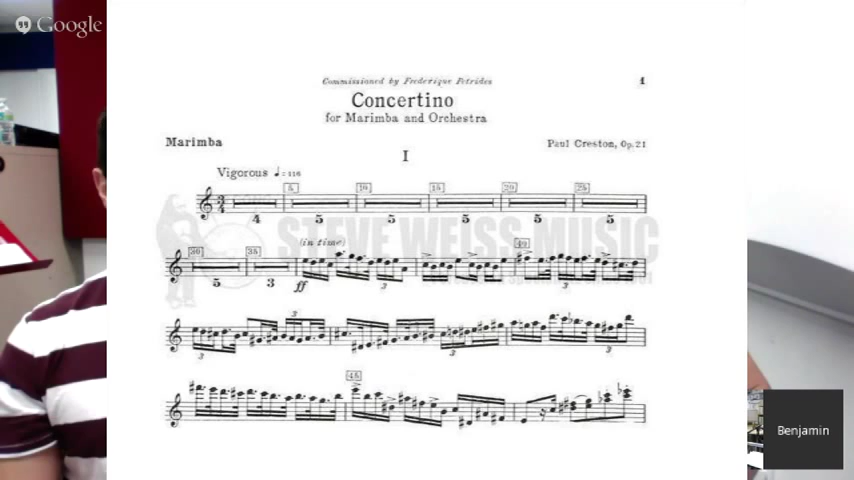 Google
Commissioned by Frederique Petrides
1
Concertino
for Marimba and Orchestra
Marimba
Paul Creston, Op. 21
I
Vigorous ♩=116
5 10 15 20 25
3/4
4 5 5 5 5 5
STEVE WEISS MUSIC
30 35 (in time) 40
5 3 ff 3 3
3 3 3 3
45
Benjamin